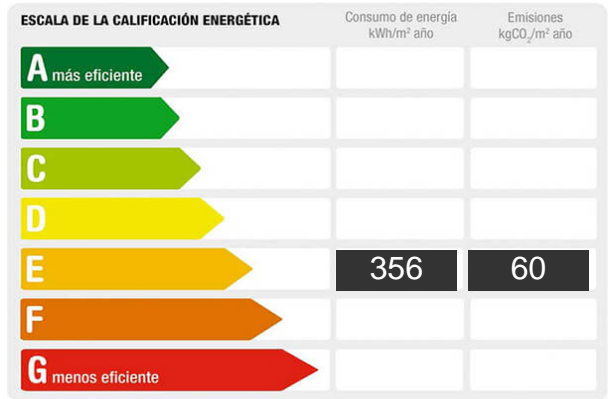 ESCALA DE LA CALIFICACIÓN ENERGÉTICA
Consumo de energía
kWh/m² año
Emisiones
kgCO₂/m² año
A más eficiente
B
C
D
E 356 60
F
G menos eficiente